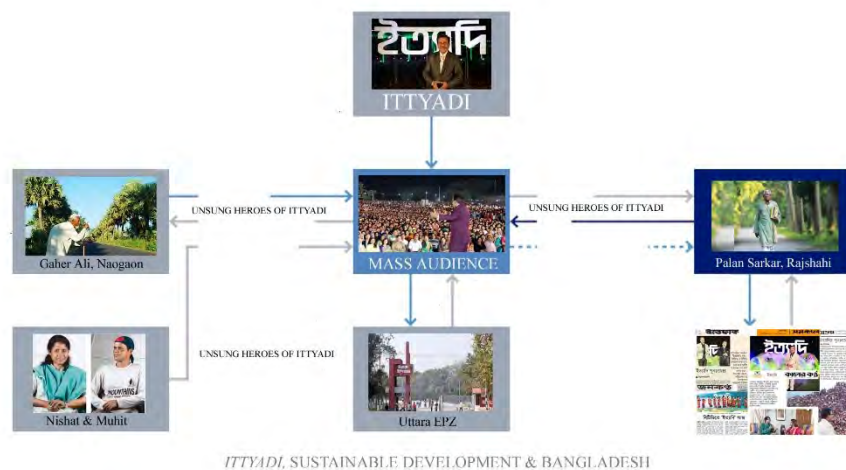 ইত্যাদি
ITTYADI
UNSUNG HEROES OF ITTYADI
UNSUNG HEROES OF ITTYADI
Gaher Ali, Naogaon
MASS AUDIENCE
Palan Sarkar, Rajshahi
UNSUNG HEROES OF ITTYADI
ইত্যাদি
জনকণ্ঠ
Nishat & Muhit
Uttara EPZ
ITTYADI, SUSTAINABLE DEVELOPMENT & BANGLADESH